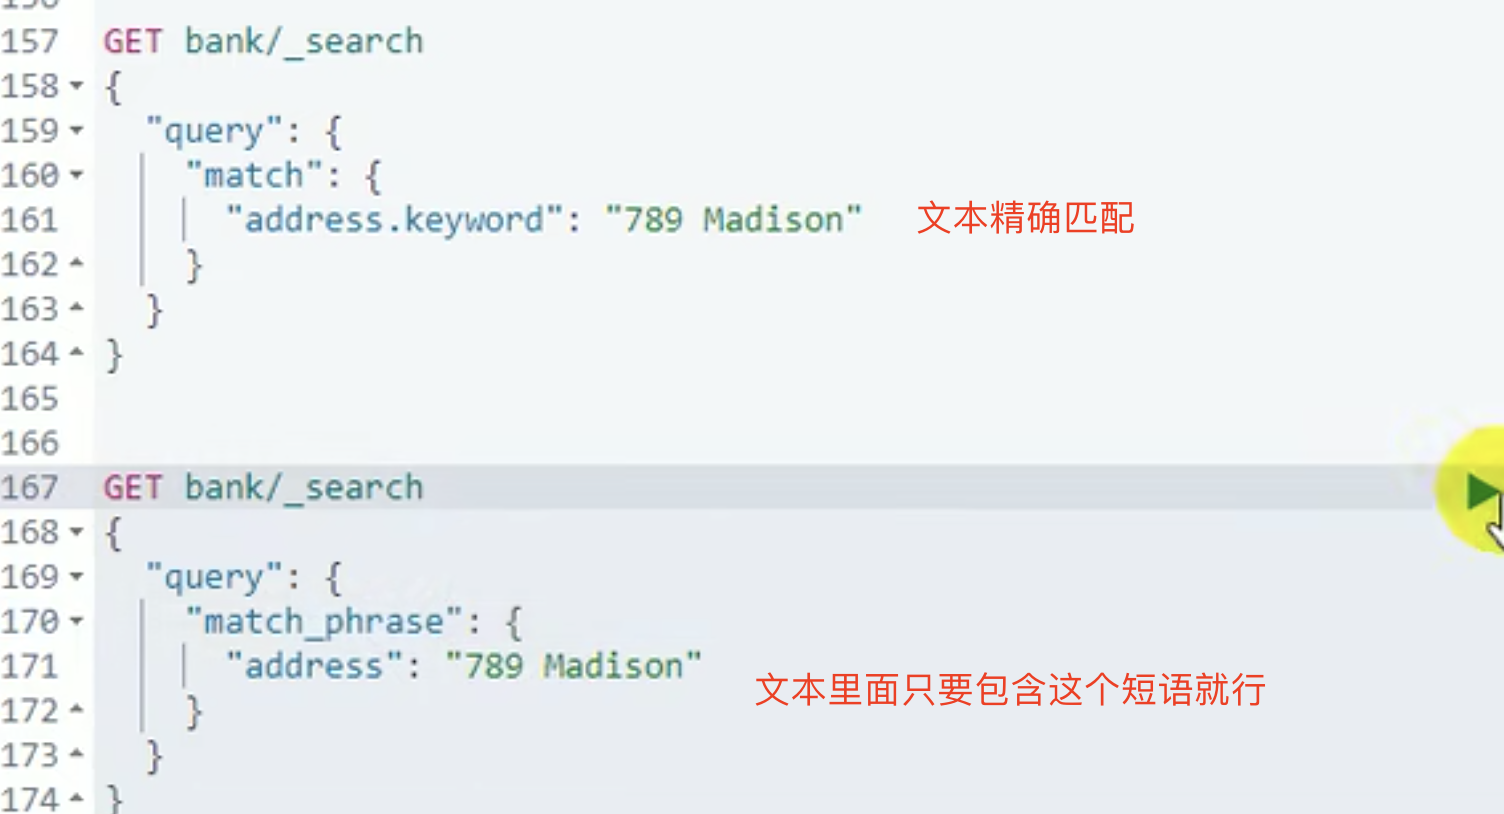 157 GET bank/_search
158 {
159 "query": {
160 "match": {
161 "address.keyword": "789 Madison" 文本精确匹配
162 }
163 }
164 }
165
166
167 GET bank/_search
168 {
169 "query": {
170 "match_phrase": {
171 "address": "789 Madison"
文本里面只要包含这个短语就行
172 }
173 }
174 }